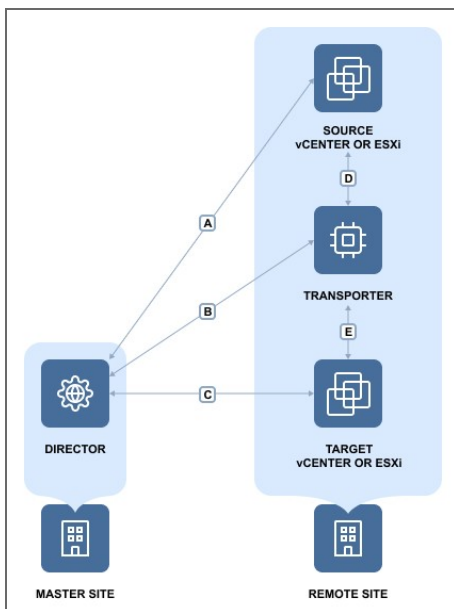 SOURCE
vCENTER OR ESXi
D
A
TRANSPORTER
B
E
C
DIRECTOR
TARGET
vCENTER OR ESXi
MASTER SITE
REMOTE SITE